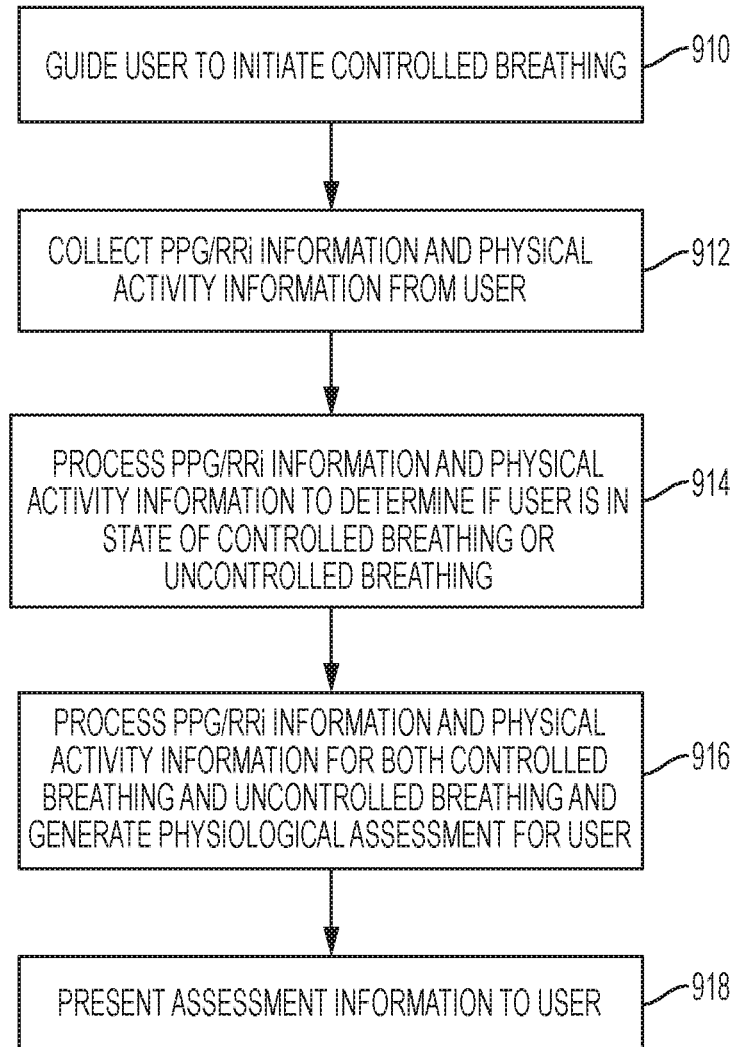 GUIDE USER TO INITIATE CONTROLLED BREATHING
910
COLLECT PPG/RRi INFORMATION AND PHYSICAL
ACTIVITY INFORMATION FROM USER
912
PROCESS PPG/RRi INFORMATION AND PHYSICAL
ACTIVITY INFORMATION TO DETERMINE IF USER IS IN
STATE OF CONTROLLED BREATHING OR
UNCONTROLLED BREATHING
914
PROCESS PPG/RRi INFORMATION AND PHYSICAL
ACTIVITY INFORMATION FOR BOTH CONTROLLED
BREATHING AND UNCONTROLLED BREATHING AND
GENERATE PHYSIOLOGICAL ASSESSMENT FOR USER
916
PRESENT ASSESSMENT INFORMATION TO USER
918